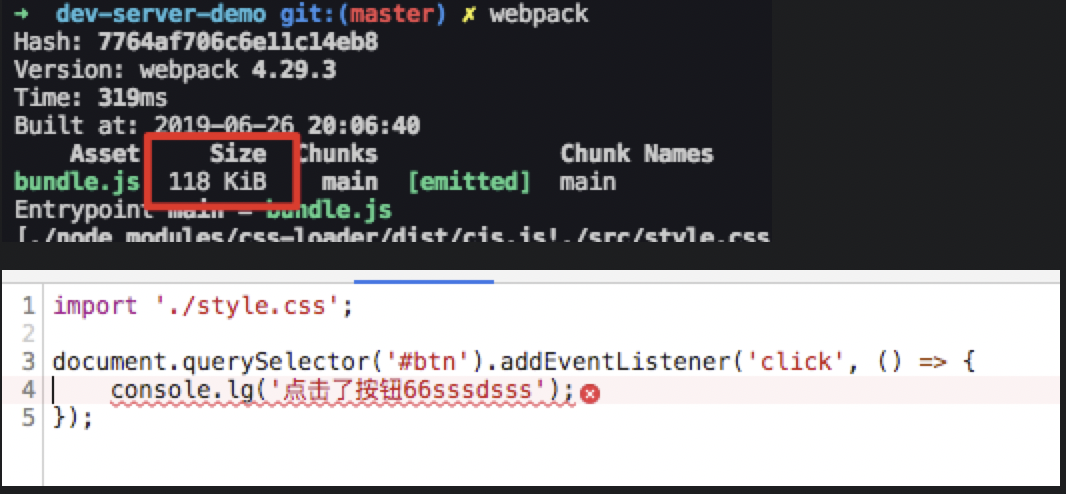 → dev-server-demo git:(master) ✗ webpack
Hash: 7764af706c6e11c14eb8
Version: webpack 4.29.3
Time: 319ms
Built at: 2019-06-26 20:06:40
Asset Size Chunks Chunk Names
bundle.js 118 KiB main [emitted] main
Entrypoint main = bundle.js
[./node_modules/css-loader/dist/cjs.js!./src/style.css
1 import './style.css';
2
3 document.querySelector('#btn').addEventListener('click', () => {
4 console.lg('点击了按钮66sssdsss');
5 });